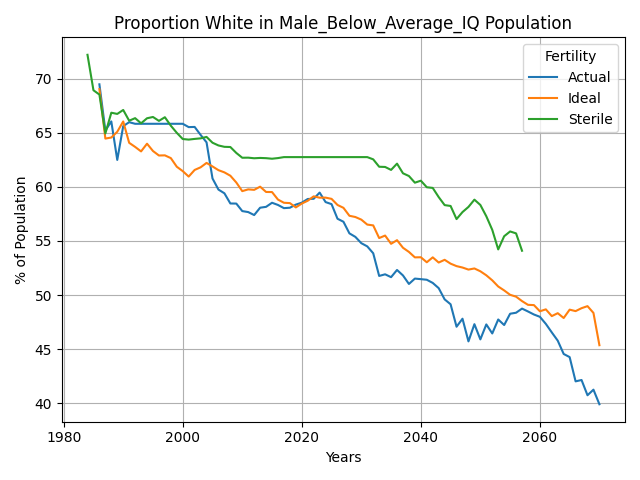 Proportion White in Male_Below_Average_IQ Population
Fertility
Actual
Ideal
Sterile
% of Population
70
65
60
55
50
45
40
1980
2000
2020
2040
2060
Years